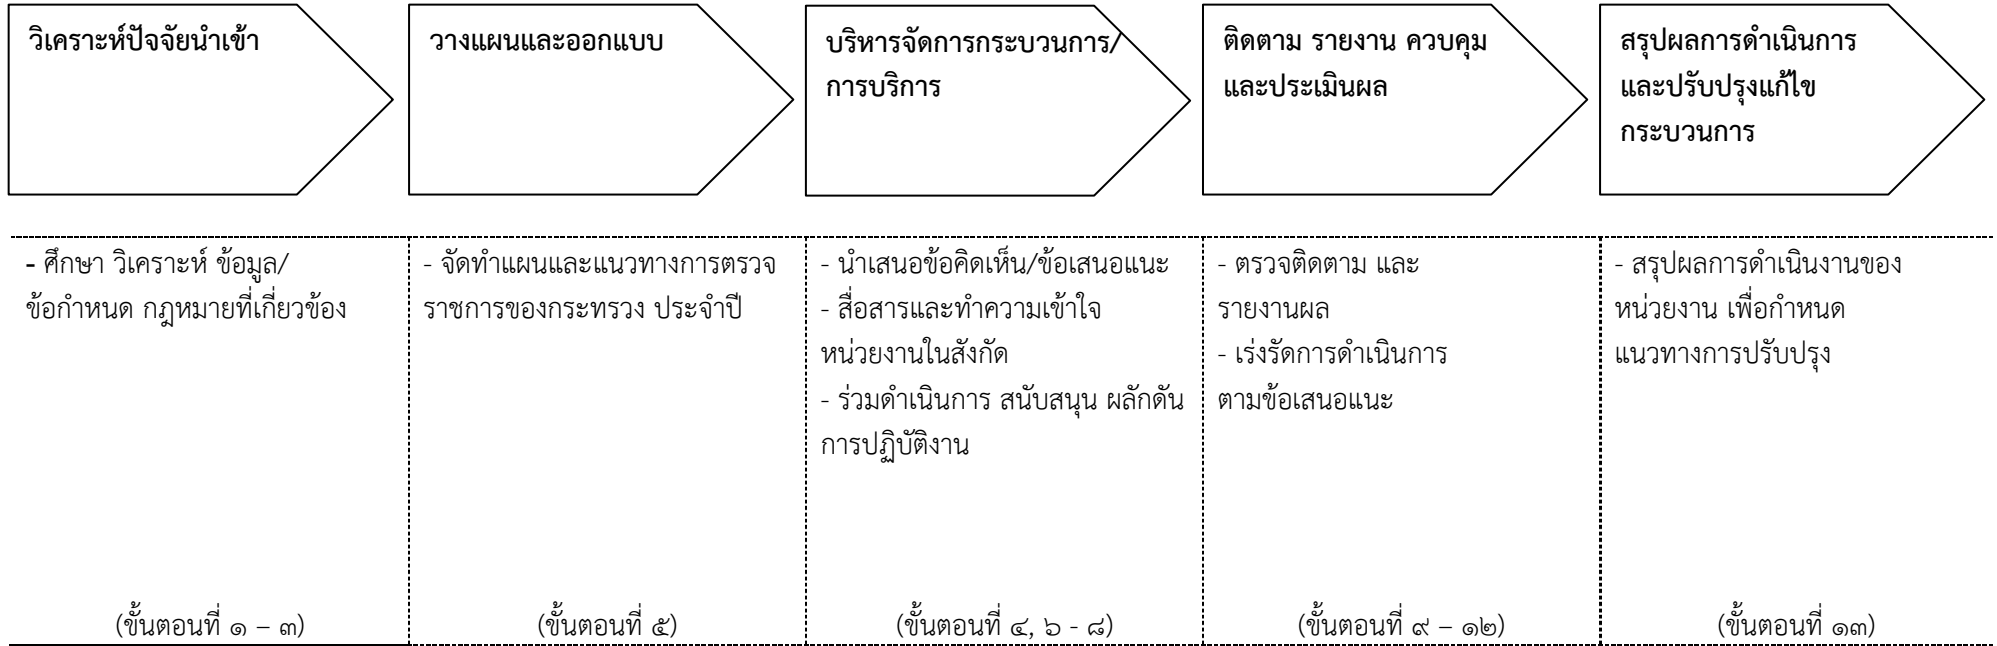 วิเคราะห์ปัจจัยนำเข้า
วางแผนและออกแบบ
บริหารจัดการกระบวนการ/
การบริการ
ติดตาม รายงาน ควบคุม
และประเมินผล
สรุปผลการดำเนินการ
และปรับปรุงแก้ไข
กระบวนการ
- ศึกษา วิเคราะห์ ข้อมูล/
ข้อกำหนด กฎหมายที่เกี่ยวข้อง
(ขั้นตอนที่ ๑ – ๓)
- จัดทำแผนและแนวทางการตรวจ
ราชการของกระทรวง ประจำปี
(ขั้นตอนที่ ๕)
- นำเสนอข้อคิดเห็น/ข้อเสนอแนะ
- สื่อสารและทำความเข้าใจ
หน่วยงานในสังกัด
- ร่วมดำเนินการ สนับสนุน ผลักดัน
การปฏิบัติงาน
(ขั้นตอนที่ ๔, ๖ - ๘)
- ตรวจติดตาม และ
รายงานผล
- เร่งรัดการดำเนินการ
ตามข้อเสนอแนะ
(ขั้นตอนที่ ๙ – ๑๒)
- สรุปผลการดำเนินงานของ
หน่วยงาน เพื่อกำหนด
แนวทางการปรับปรุง
(ขั้นตอนที่ ๑๓)